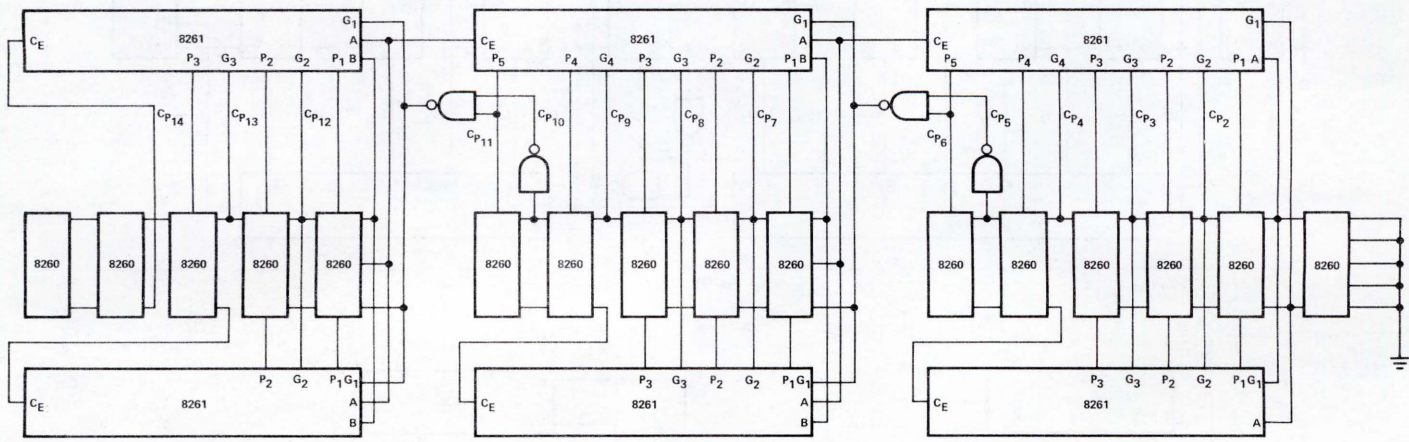 G1 G1 G1
CE 8261 A CE 8261 A CE 8261
P3 G3 P2 G2 P1 B P5 P4 G4 P3 G3 P2 G2 P1 B P5 P4 G4 P3 G3 P2 G2 P1 A
CP14 CP13 CP12 CP11 CP10 CP9 CP8 CP7 CP6 CP5 CP4 CP3 CP2
8260 8260 8260 8260 8260 8260 8260 8260 8260 8260 8260 8260 8260 8260 8260 8260
P2 G2 P1 G1 P3 G3 P2 G2 P1 G1 P3 G3 P2 G2 P1 G1
CE 8261 A CE 8261 A CE 8261
B B A